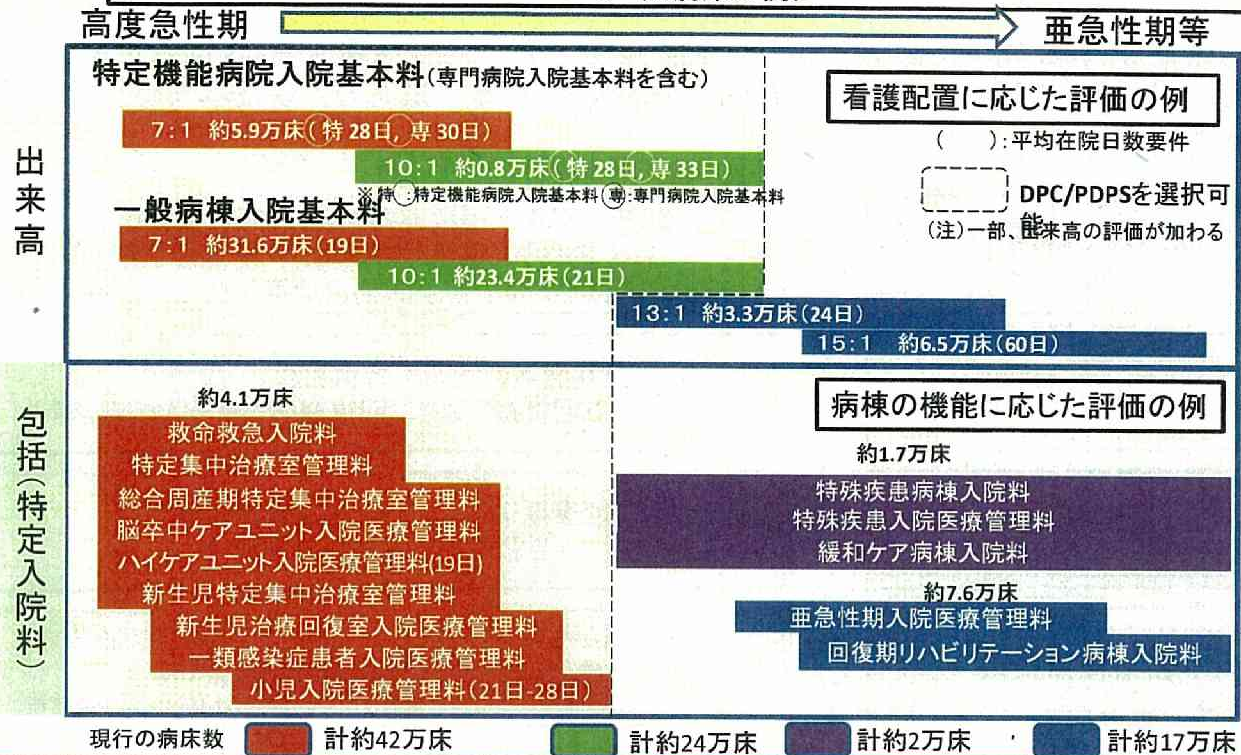 高度急性期
亜急性期等
出来高
特定機能病院入院基本料(専門病院入院基本料を含む)
7:1 約5.9万床(特28日, 専30日)
10:1 約0.8万床(特28日, 専33日)
※特:特定機能病院入院基本料 専:専門病院入院基本料
一般病棟入院基本料
7:1 約31.6万床(19日)
10:1 約23.4万床(21日)
13:1 約3.3万床(24日)
15:1 約6.5万床(60日)
看護配置に応じた評価の例
( ):平均在院日数要件
DPC/PDPSを選択可
能
(注)一部、出来高の評価が加わる
包括(特定入院料)
約4.1万床
救命救急入院料
特定集中治療室管理料
総合周産期特定集中治療室管理料
脳卒中ケアユニット入院医療管理料
ハイケアユニット入院医療管理料(19日)
新生児特定集中治療室管理料
新生児治療回復室入院医療管理料
一類感染症患者入院医療管理料
小児入院医療管理料(21日-28日)
病棟の機能に応じた評価の例
約1.7万床
特殊疾患病棟入院料
特殊疾患入院医療管理料
緩和ケア病棟入院料
約7.6万床
亜急性期入院医療管理料
回復期リハビリテーション病棟入院料
現行の病床数
計約42万床
計約24万床
計約2万床
計約17万床